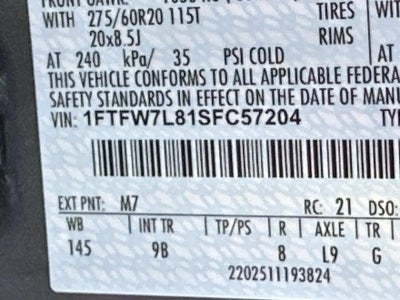 WITH 275/60R20 115T TIRES
20x8.5J RIMS
AT 240 kPa/ 35 PSI COLD AT
THIS VEHICLE CONFORMS TO ALL APPLICABLE FEDERA
SAFETY STANDARDS IN EFFECT ON THE DATE OF MANU
VIN: 1FTFW7L81SFC57204 TY
EXT PNT: M7 RC: 21 DSO:
WB INT TR TP/PS R AXLE TR
145 9B 8 L9 G
2202511193824